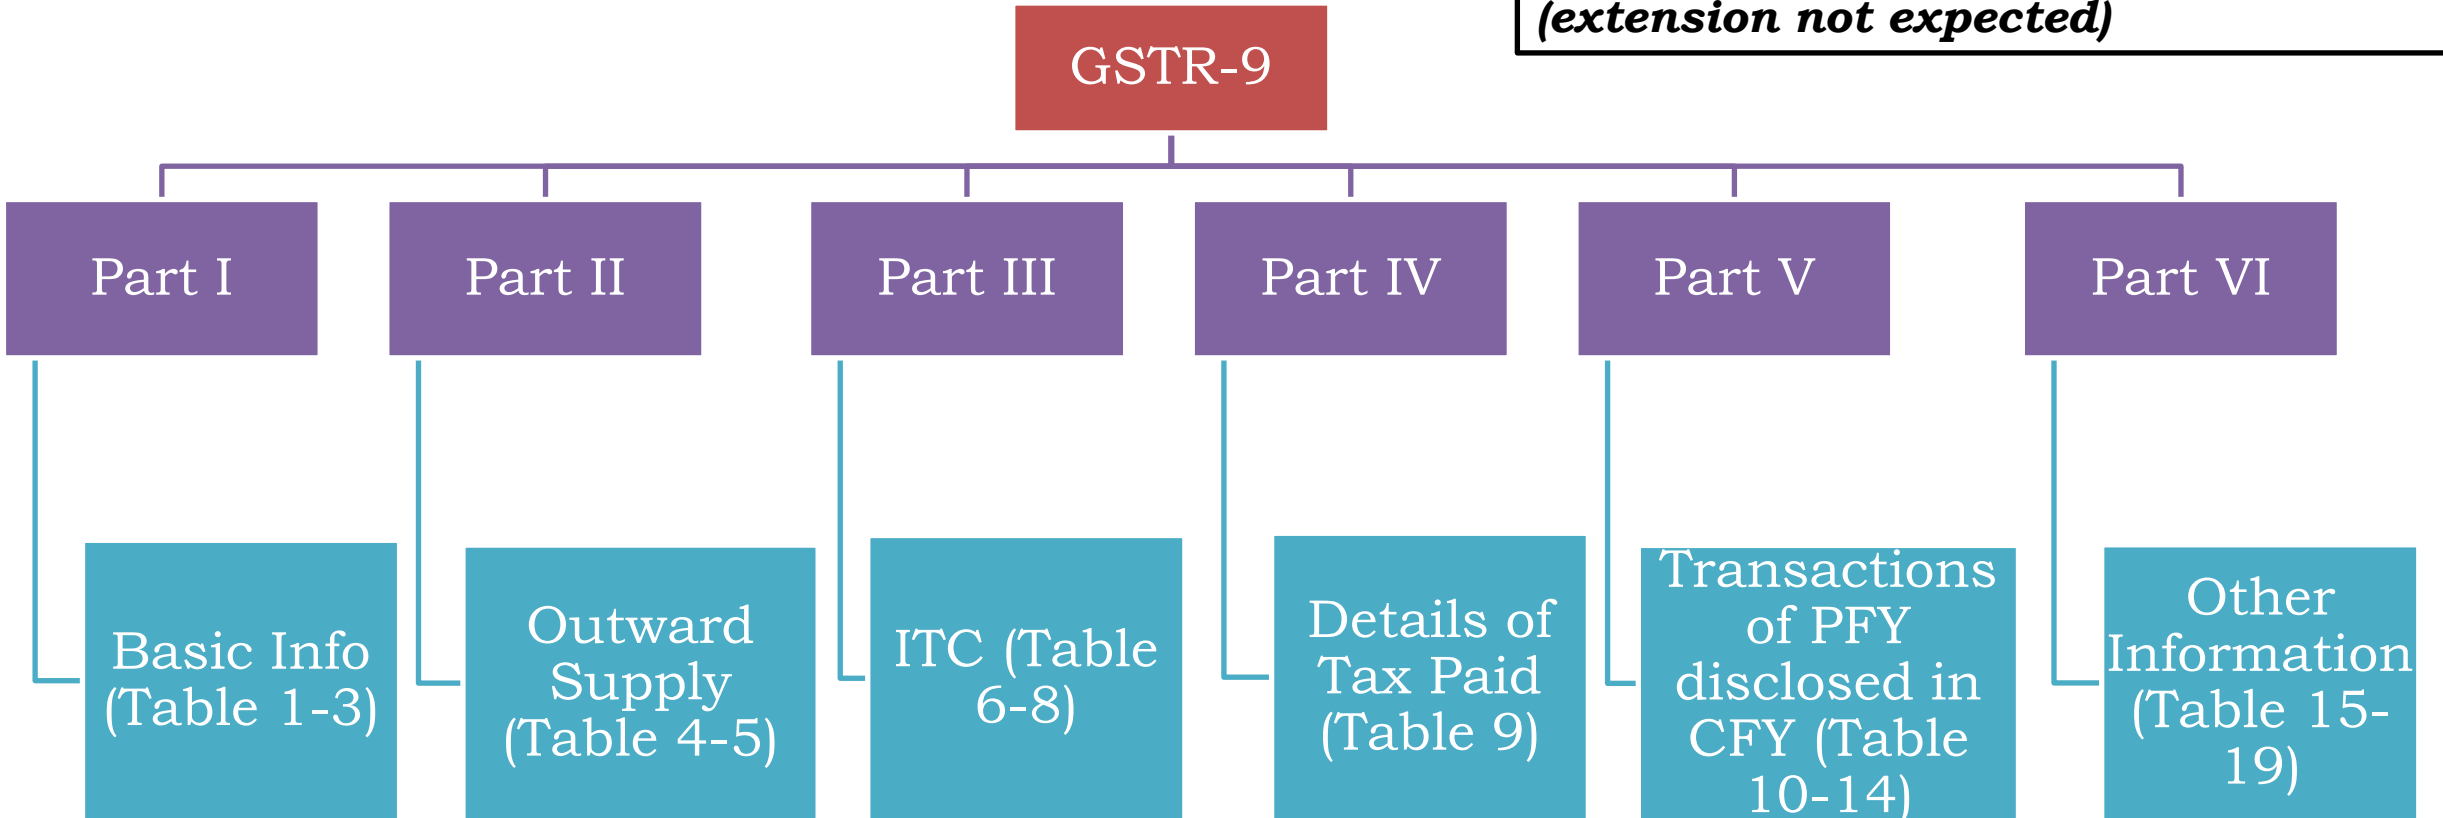 (extension not expected)
GSTR-9
Part I
Part II
Part III
Part IV
Part V
Part VI
Basic Info
(Table 1-3)
Outward
Supply
(Table 4-5)
ITC (Table
6-8)
Details of
Tax Paid
(Table 9)
Transactions
of PFY
disclosed in
CFY (Table
10-14)
Other
Information
(Table 15-
19)